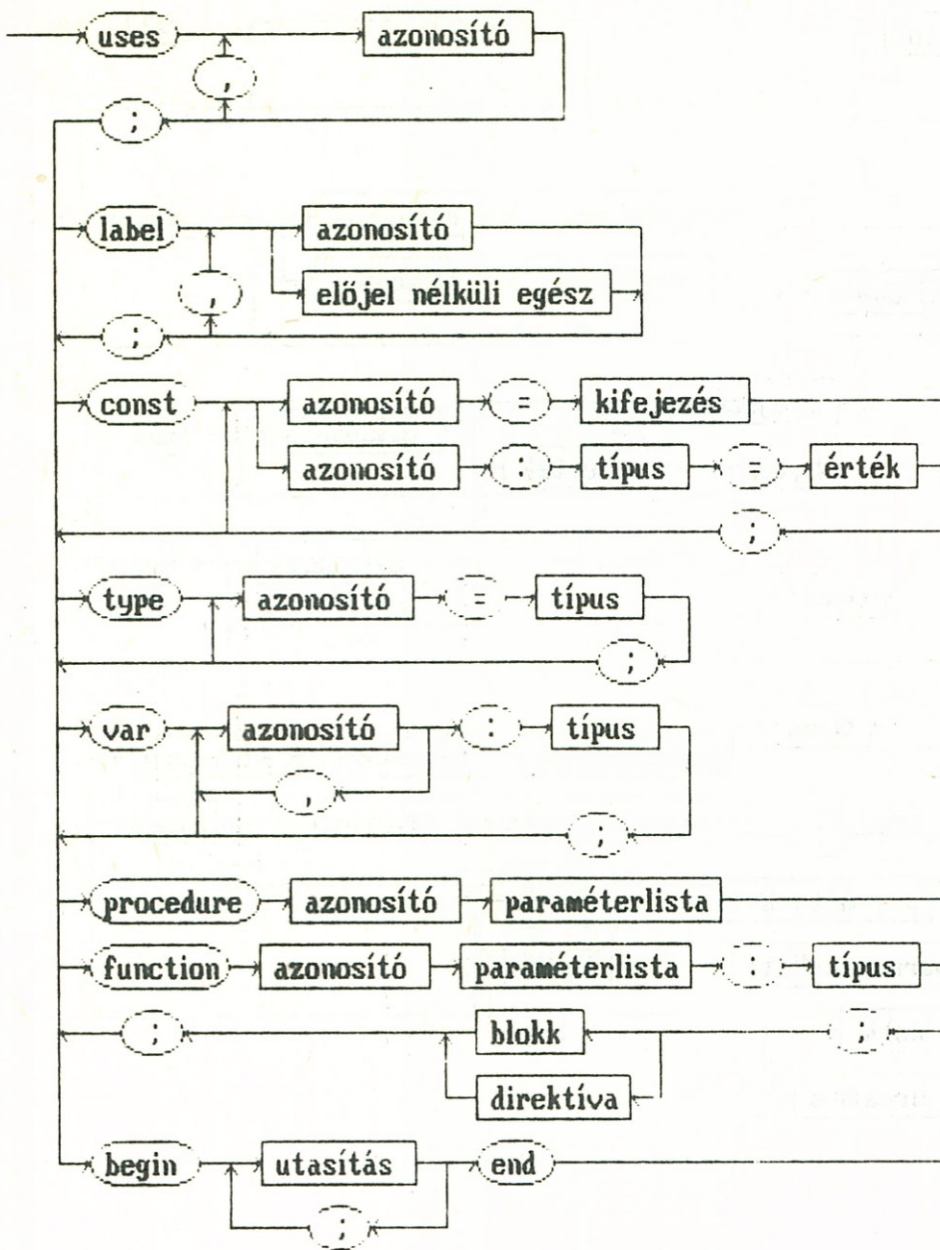 uses azonosító
,
;
label azonosító
, előjel nélküli egész
;
const azonosító = kifejezés
azonosító : típus = érték
;
type azonosító = típus
;
var azonosító : típus
,
;
procedure azonosító paraméterlista
function azonosító paraméterlista : típus
; blokk ;
direktíva
begin utasítás end
;